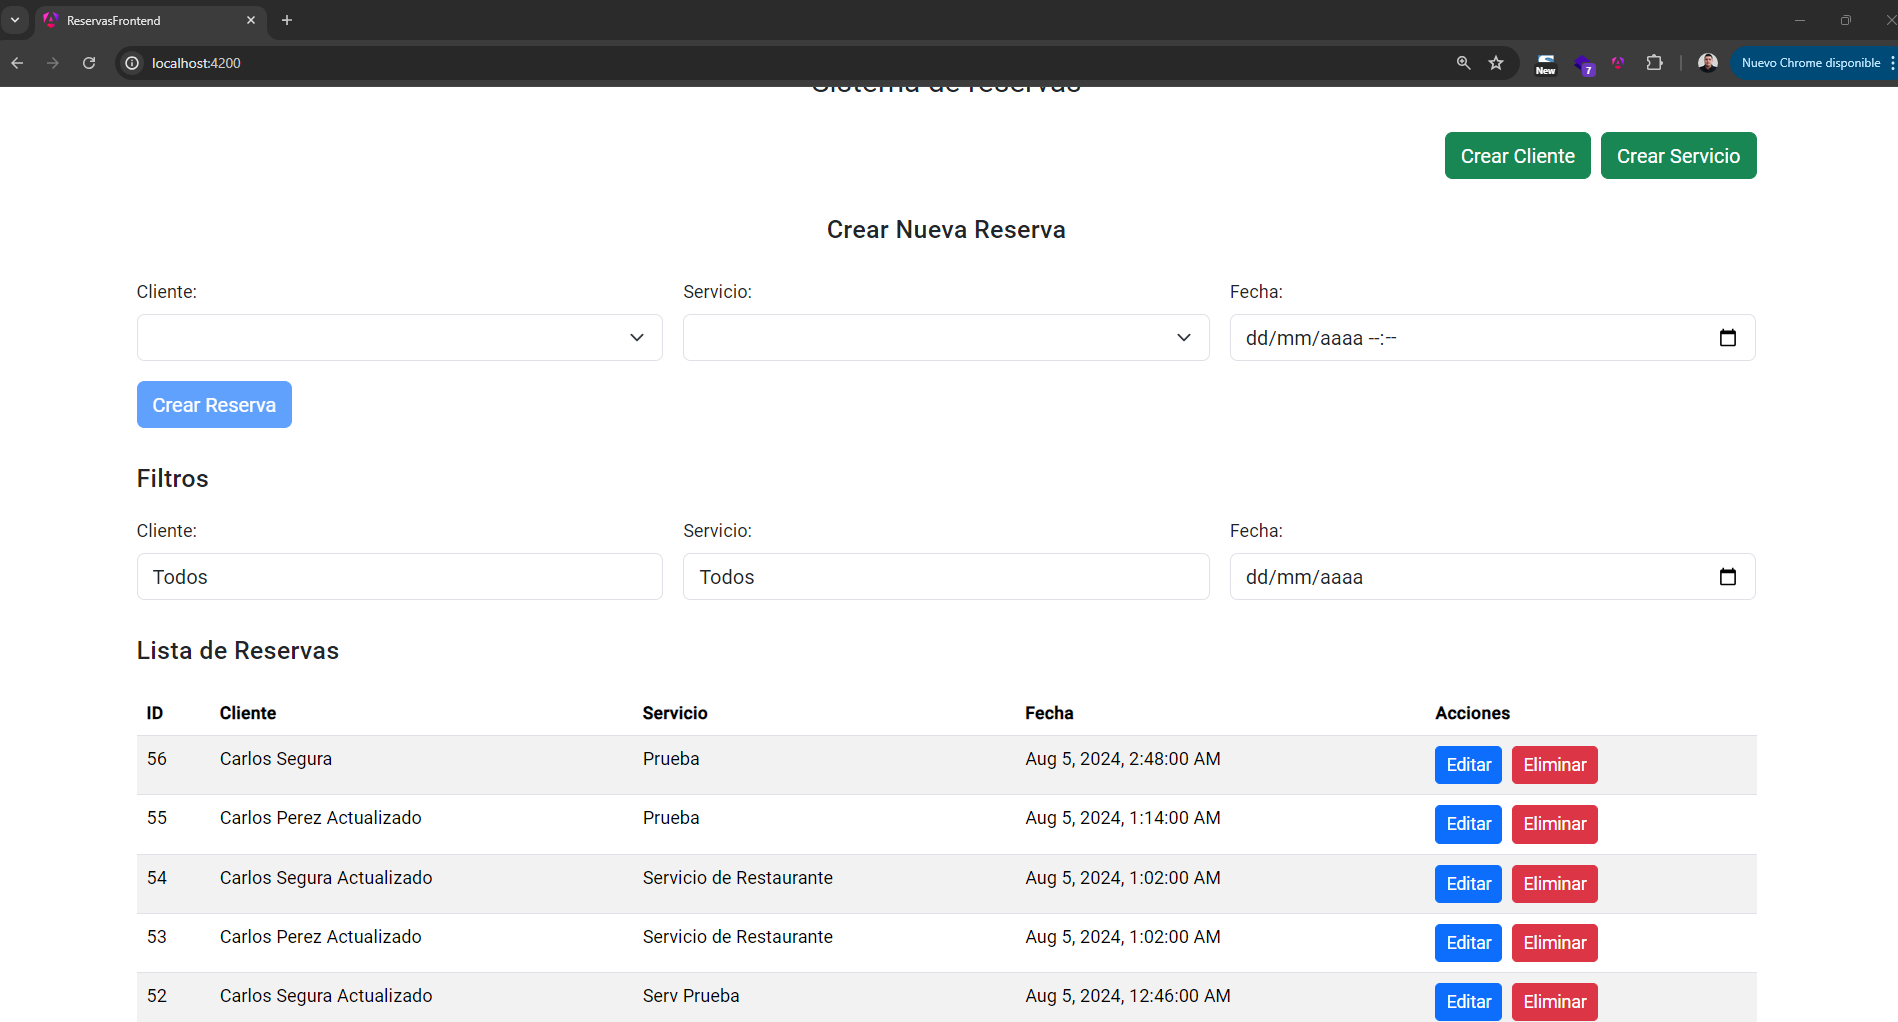 ReservasFrontend
localhost:4200
New
7
Nuevo Chrome disponible
Sistema de reservas
Crear Cliente Crear Servicio
Crear Nueva Reserva
Cliente: Servicio: Fecha:
dd/mm/aaaa --:--
Crear Reserva
Filtros
Cliente: Servicio: Fecha:
Todos Todos dd/mm/aaaa
Lista de Reservas
ID Cliente Servicio Fecha Acciones
56 Carlos Segura Prueba Aug 5, 2024, 2:48:00 AM Editar Eliminar
55 Carlos Perez Actualizado Prueba Aug 5, 2024, 1:14:00 AM Editar Eliminar
54 Carlos Segura Actualizado Servicio de Restaurante Aug 5, 2024, 1:02:00 AM Editar Eliminar
53 Carlos Perez Actualizado Servicio de Restaurante Aug 5, 2024, 1:02:00 AM Editar Eliminar
52 Carlos Segura Actualizado Serv Prueba Aug 5, 2024, 12:46:00 AM Editar Eliminar